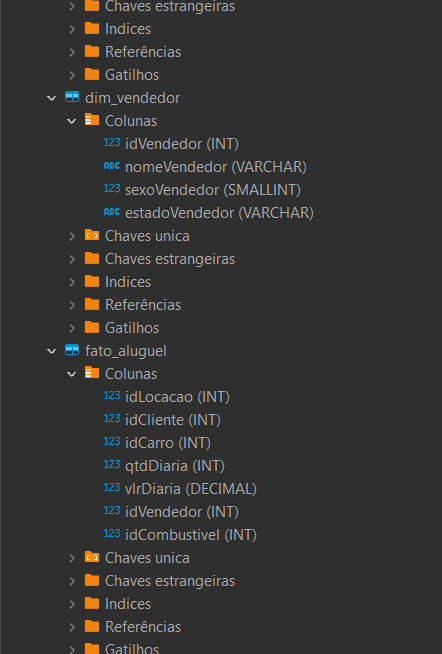 Chaves estrangeiras
Indices
Referências
Gatilhos
dim_vendedor
Colunas
123 idVendedor (INT)
ABC nomeVendedor (VARCHAR)
123 sexoVendedor (SMALLINT)
ABC estadoVendedor (VARCHAR)
Chaves unica
Chaves estrangeiras
Indices
Referências
Gatilhos
fato_aluguel
Colunas
123 idLocacao (INT)
123 idCliente (INT)
123 idCarro (INT)
123 qtdDiaria (INT)
123 vlrDiaria (DECIMAL)
123 idVendedor (INT)
123 idCombustivel (INT)
Chaves unica
Chaves estrangeiras
Indices
Referências
Gatilhos